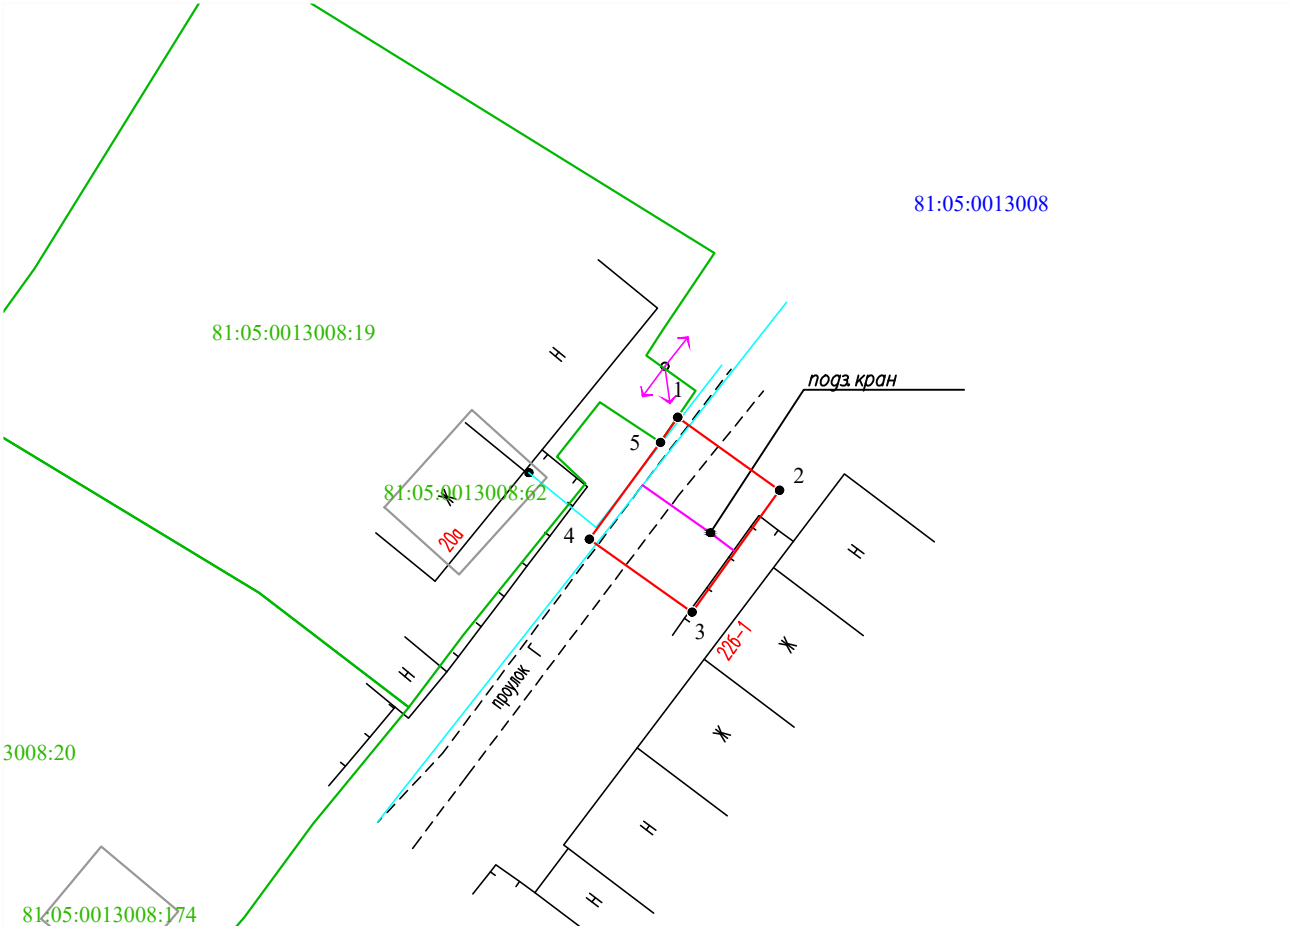 81:05:0013008
81:05:0013008:19
Н
подз. кран
1
5
2
81:05:0013008:62
Ж
20а
4
Н
3
22б-1
Ж
проулок Г
Н
Ж
3008:20
Н
Н
81:05:0013008:174